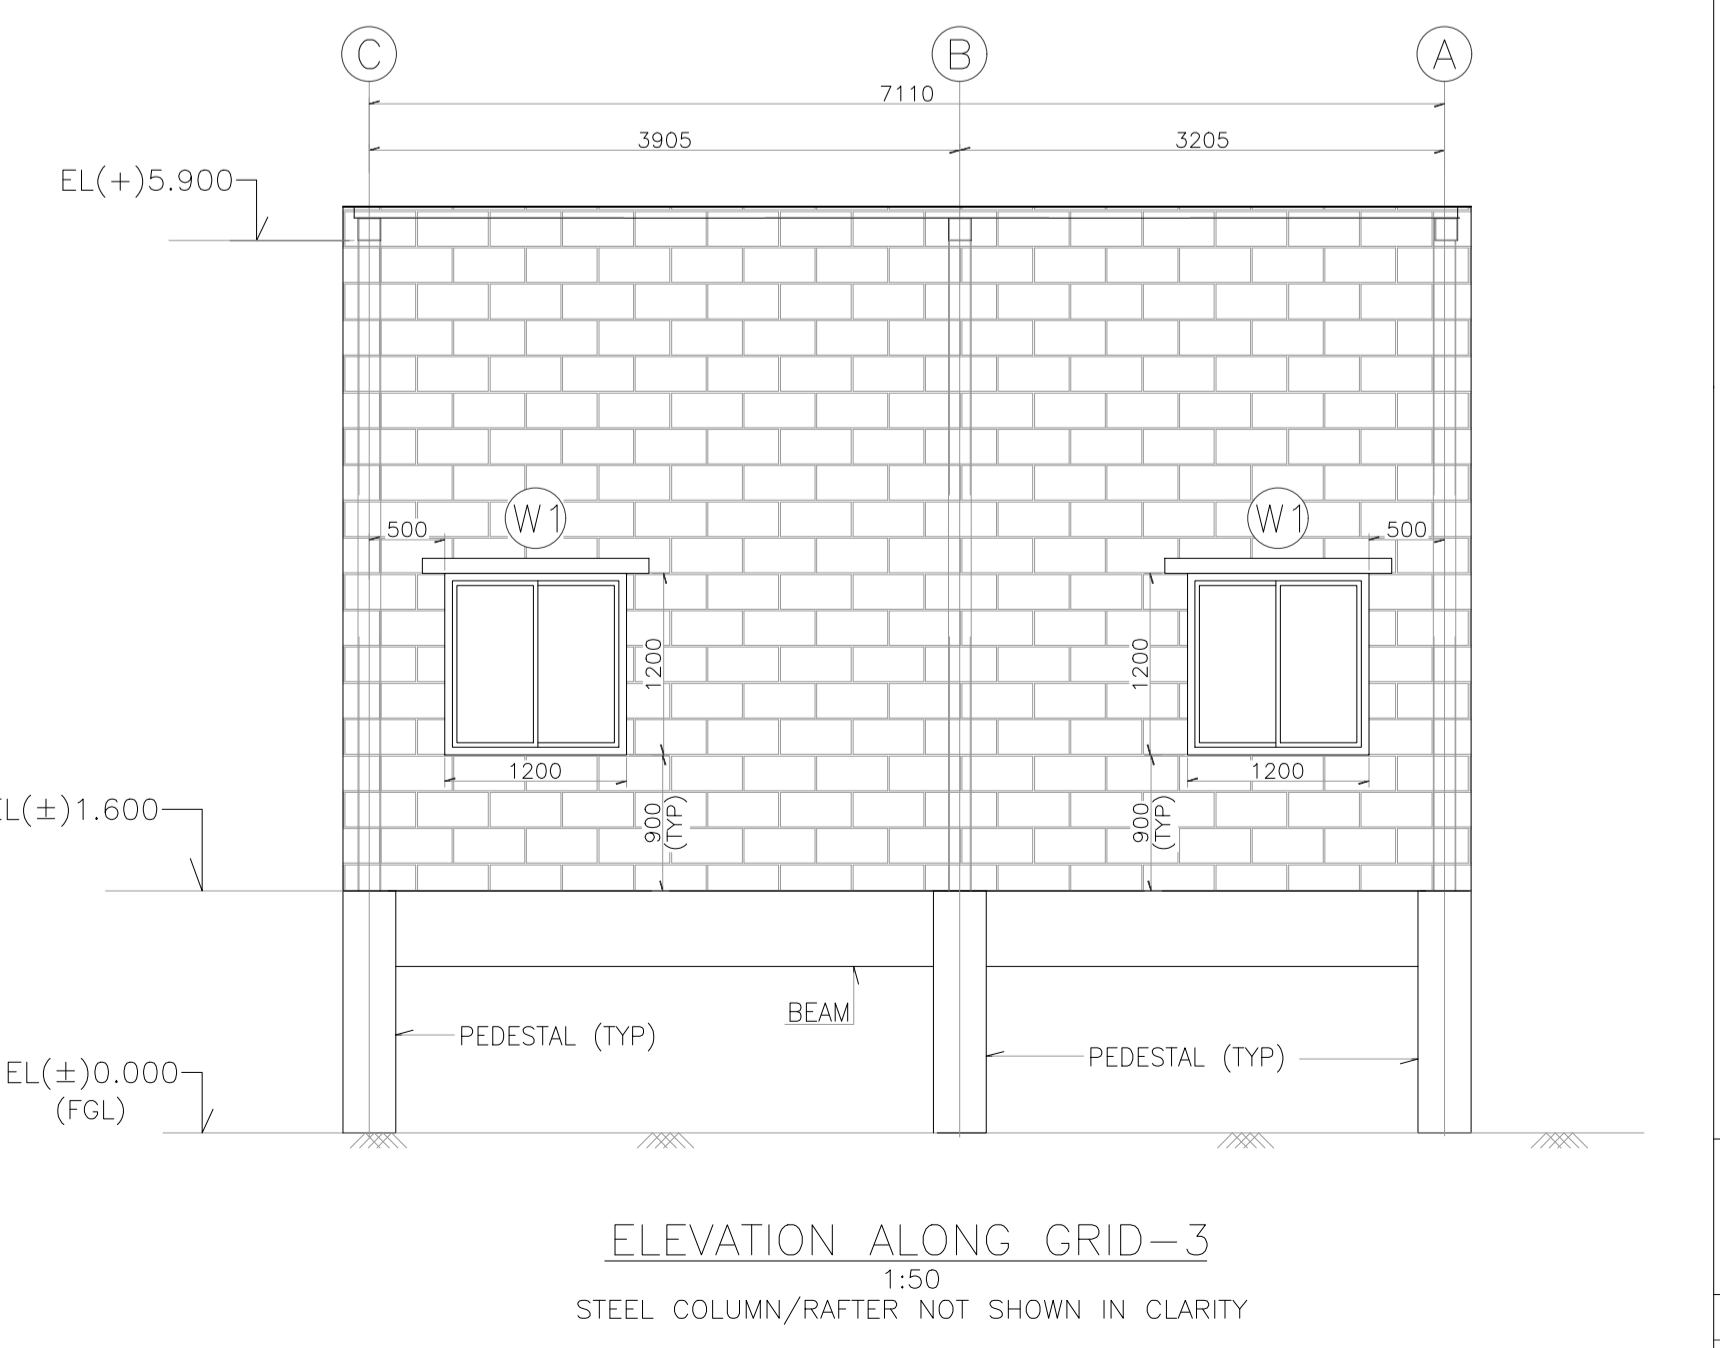 C
B
A
7110
3905
3205
EL(+)5.900
W1
W1
500
500
1200
1200
1200
1200
EL(±)1.600
900
(TYP)
900
(TYP)
BEAM
PEDESTAL (TYP)
PEDESTAL (TYP)
EL(±)0.000
(FGL)
ELEVATION ALONG GRID-3
1:50
STEEL COLUMN/RAFTER NOT SHOWN IN CLARITY